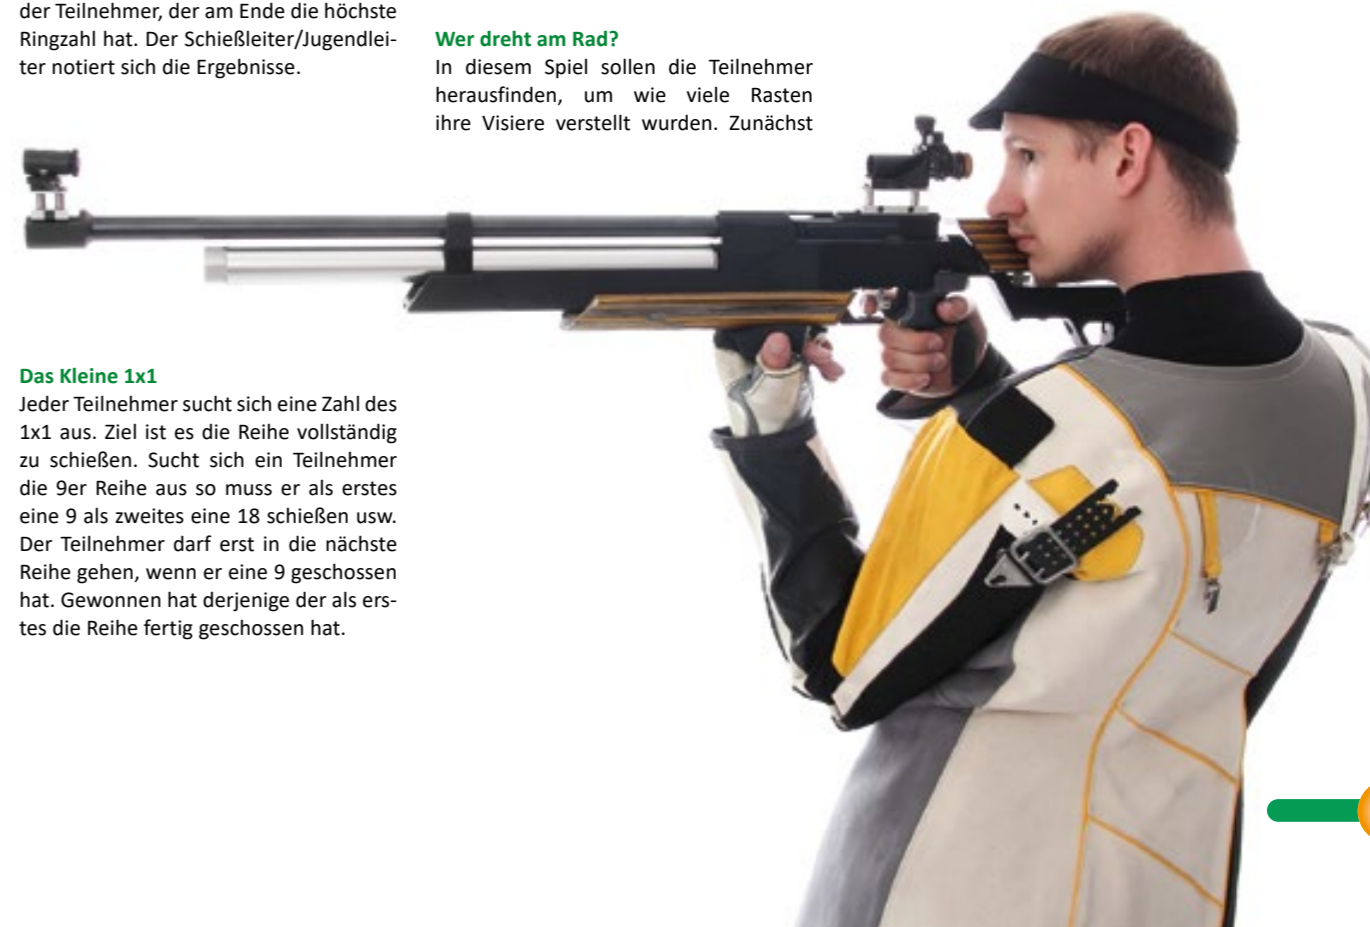 der Teilnehmer, der am Ende die höchste
Ringzahl hat. Der Schießleiter/Jugendlei-
ter notiert sich die Ergebnisse.
Das Kleine 1x1
Jeder Teilnehmer sucht sich eine Zahl des
1x1 aus. Ziel ist es die Reihe vollständig
zu schießen. Sucht sich ein Teilnehmer
die 9er Reihe aus so muss er als erstes
eine 9 als zweites eine 18 schießen usw.
Der Teilnehmer darf erst in die nächste
Reihe gehen, wenn er eine 9 geschossen
hat. Gewonnen hat derjenige der als ers-
tes die Reihe fertig geschossen hat.
Wer dreht am Rad?
In diesem Spiel sollen die Teilnehmer
herausfinden, um wie viele Rasten
ihre Visiere verstellt wurden. Zunächst